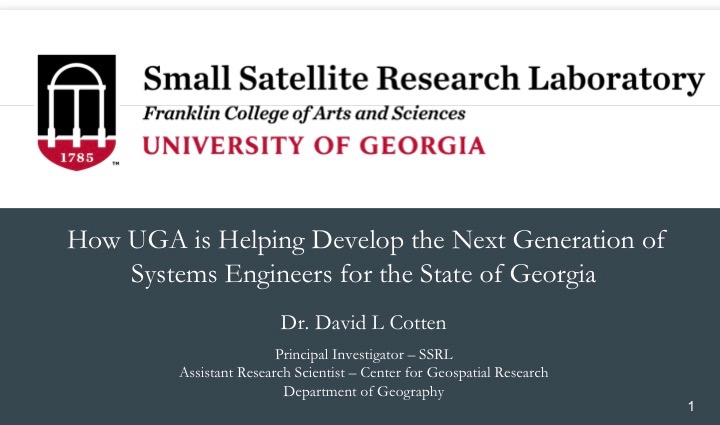 Small Satellite Research Laboratory
Franklin College of Arts and Sciences
UNIVERSITY OF GEORGIA
1785
TM
How UGA is Helping Develop the Next Generation of
Systems Engineers for the State of Georgia
Dr. David L Cotten
Principal Investigator – SSRL
Assistant Research Scientist – Center for Geospatial Research
Department of Geography
1